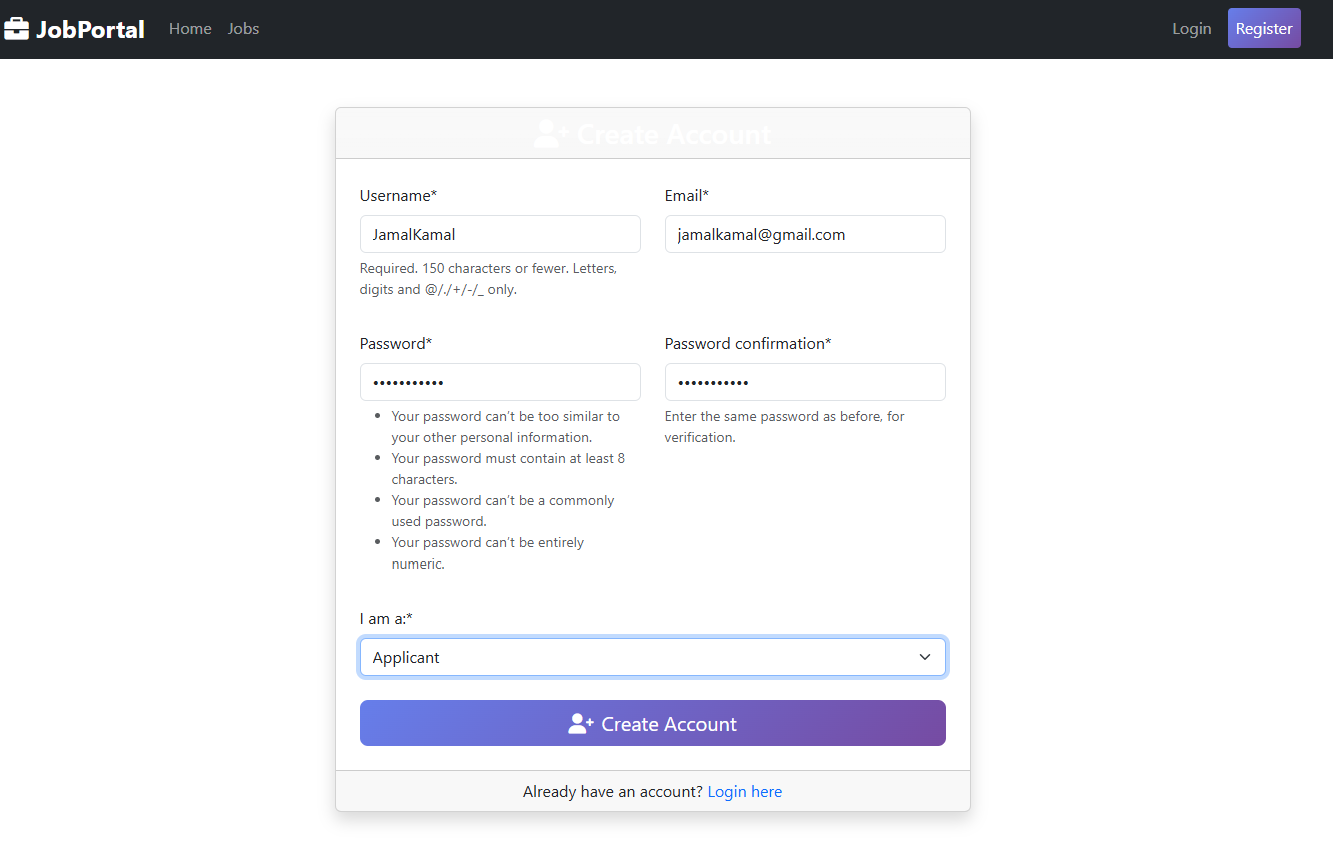 JobPortal Home Jobs Login Register
Create Account
Username* Email*
JamalKamal jamalkamal@gmail.com
Required. 150 characters or fewer. Letters,
digits and @/./+/-/_ only.
Password* Password confirmation*
••••••••••• •••••••••••
• Your password can't be too similar to
your other personal information.
• Your password must contain at least 8
characters.
• Your password can't be a commonly
used password.
• Your password can't be entirely
numeric.
Enter the same password as before, for
verification.
I am a:*
Applicant
Create Account
Already have an account? Login here